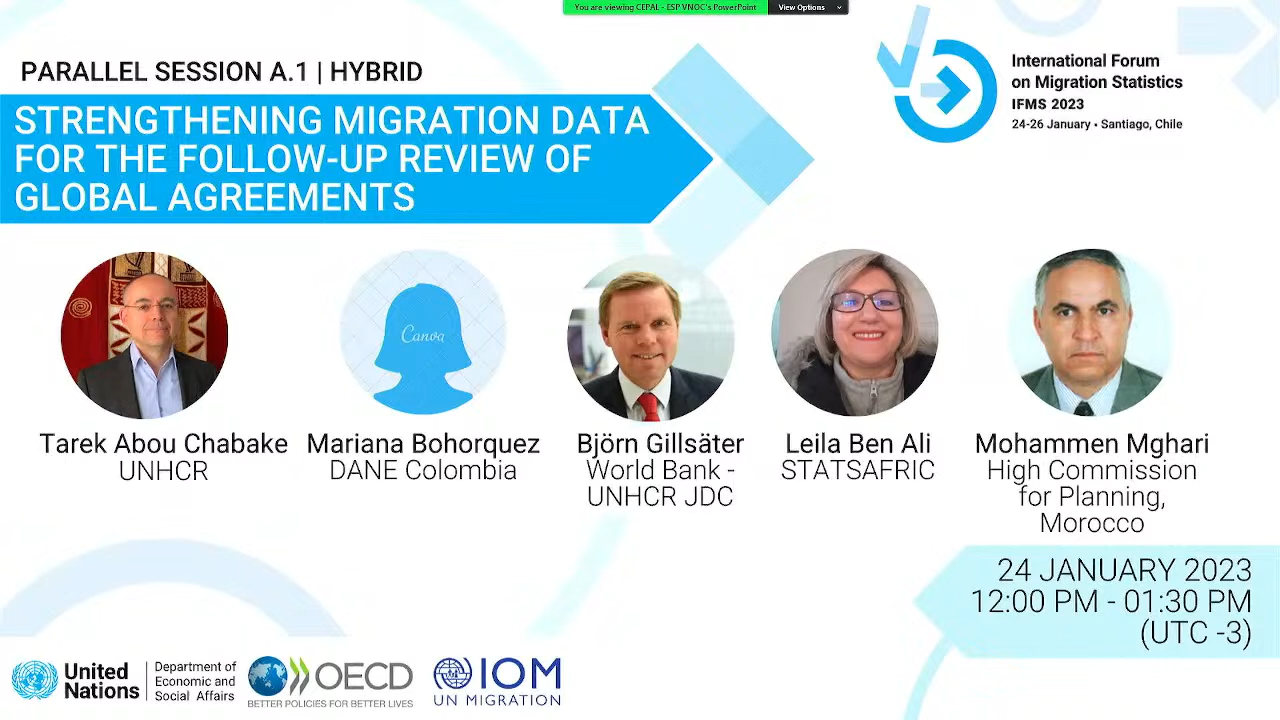 You are viewing CEPAL - ESP VNOC's PowerPoint
View Options
PARALLEL SESSION A.1 | HYBRID
STRENGTHENING MIGRATION DATA
FOR THE FOLLOW-UP REVIEW OF
GLOBAL AGREEMENTS
International Forum
on Migration Statistics
IFMS 2023
24-26 January • Santiago, Chile
Canva
Tarek Abou Chabake
UNHCR
Mariana Bohorquez
DANE Colombia
Björn Gillsäter
World Bank -
UNHCR JDC
Leila Ben Ali
STATSAFRIC
Mohammen Mghari
High Commission
for Planning,
Morocco
24 JANUARY 2023
12:00 PM - 01:30 PM
(UTC -3)
United
Nations
Department of
Economic and
Social Affairs
OECD
BETTER POLICIES FOR BETTER LIVES
IOM
UN MIGRATION